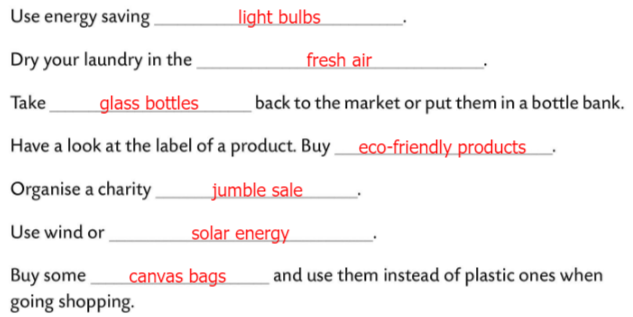 Use energy saving light bulbs.
Dry your laundry in the fresh air.
Take glass bottles back to the market or put them in a bottle bank.
Have a look at the label of a product. Buy eco-friendly products.
Organise a charity jumble sale.
Use wind or solar energy.
Buy some canvas bags and use them instead of plastic ones when
going shopping.